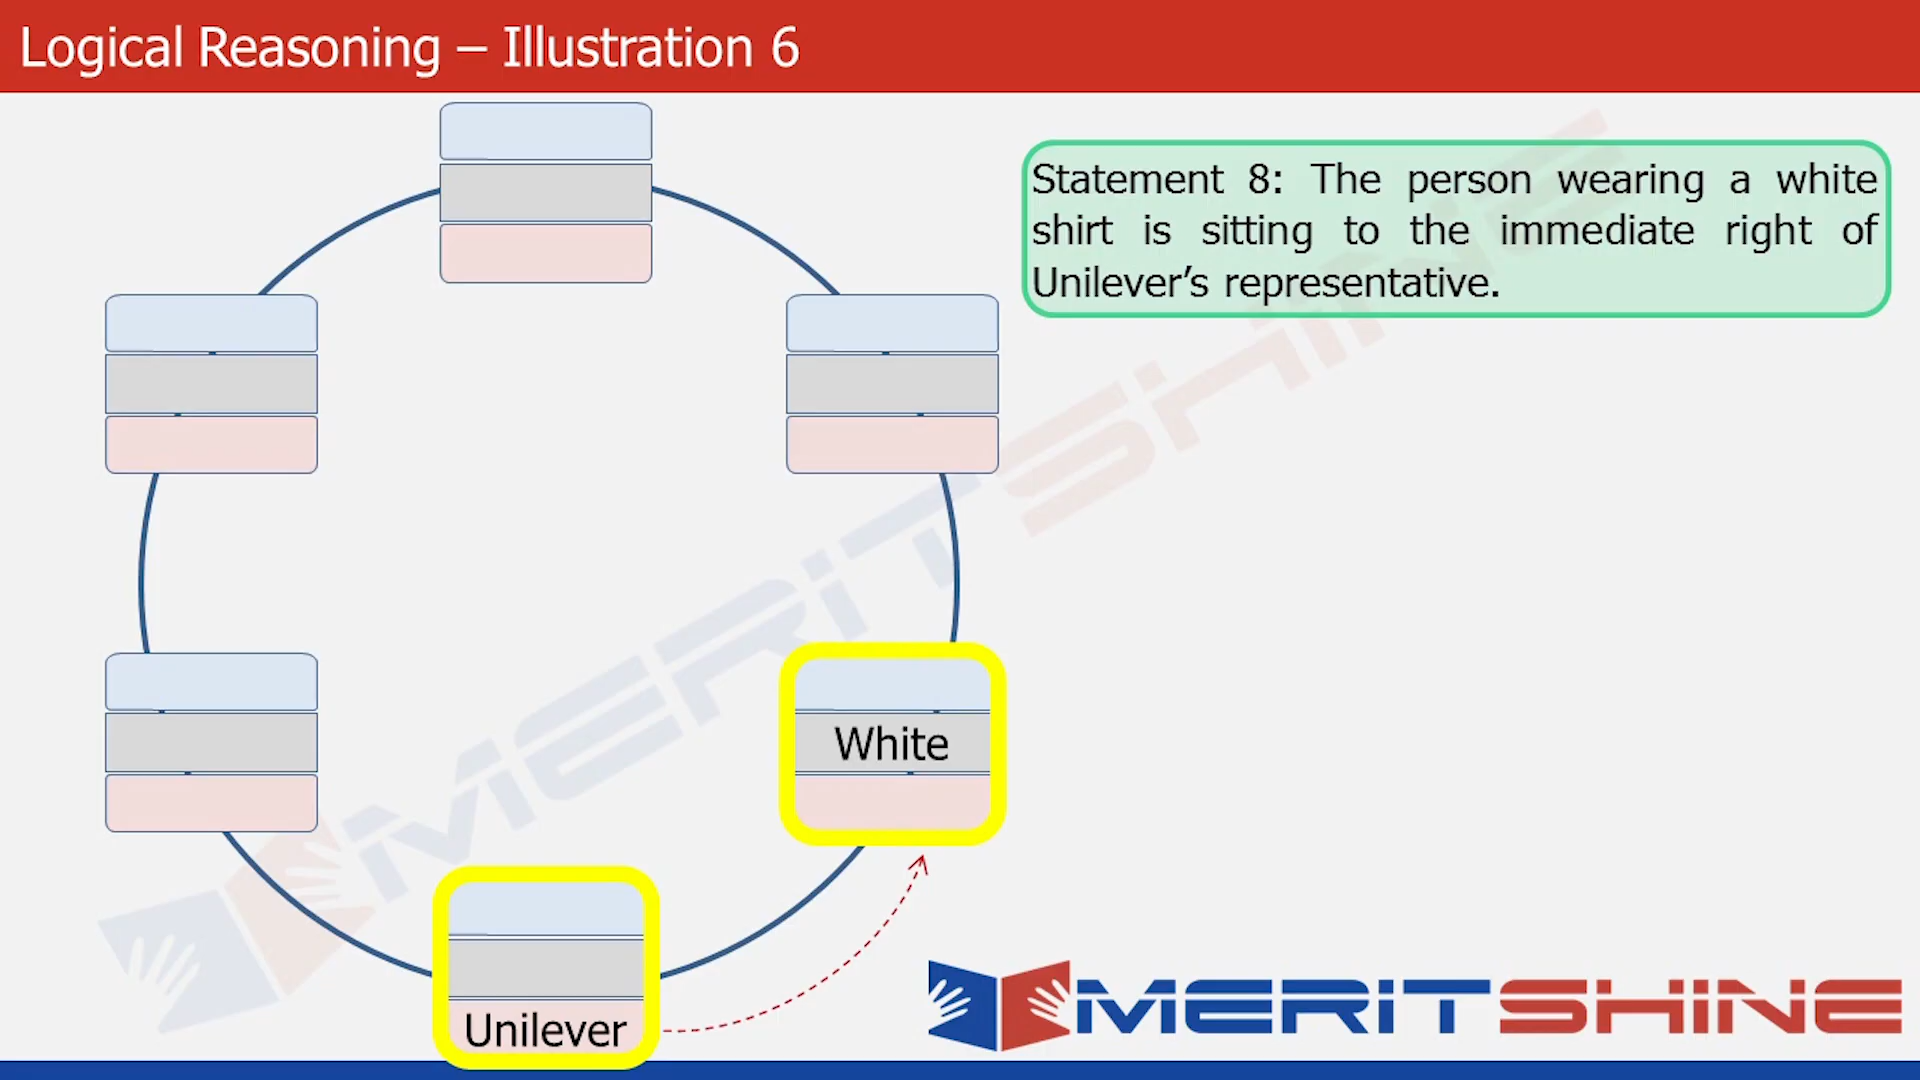 Logical Reasoning – Illustration 6
Statement 8: The person wearing a white
shirt is sitting to the immediate right of
Unilever’s representative.
White
Unilever
MERITSHINE
MERiTSHiNE